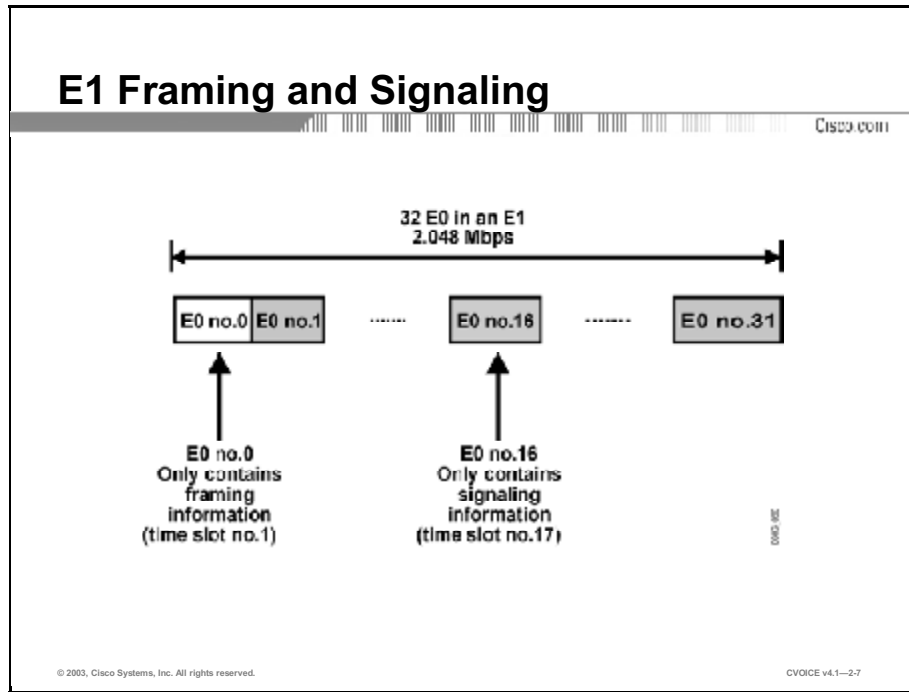 E1 Framing and Signaling
Cisco.com
32 E0 in an E1
2.048 Mbps
E0 no.0 E0 no.1 ....... E0 no.16 ........ E0 no.31
E0 no.0
Only contains
framing
information
(time slot no.1)
E0 no.16
Only contains
signaling
information
(time slot no.17)
© 2003, Cisco Systems, Inc. All rights reserved.
CVOICE v4.1—2-7